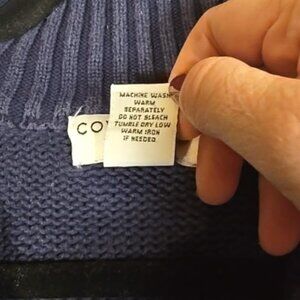 MACHINE WASH
WARM
SEPARATELY
DO NOT BLEACH
TUMBLE DRY LOW
WARM IRON
IF NEEDED
CO